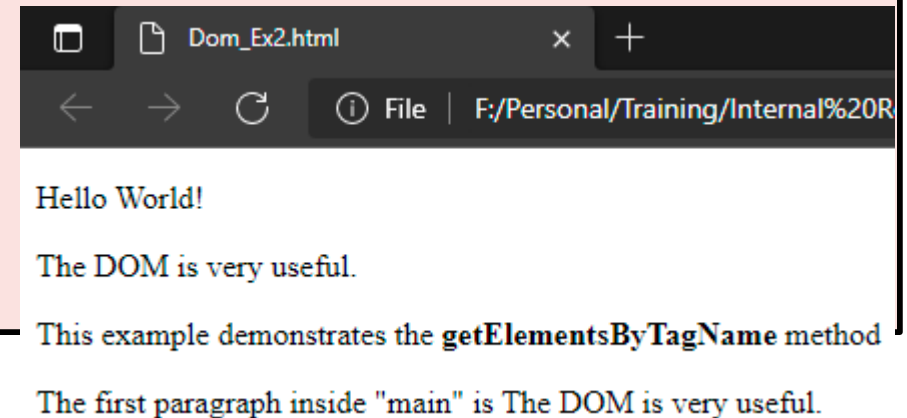 Dom_Ex2.html
File | F:/Personal/Training/Internal%20R
Hello World!
The DOM is very useful.
This example demonstrates the getElementsByTagName method
The first paragraph inside "main" is The DOM is very useful.